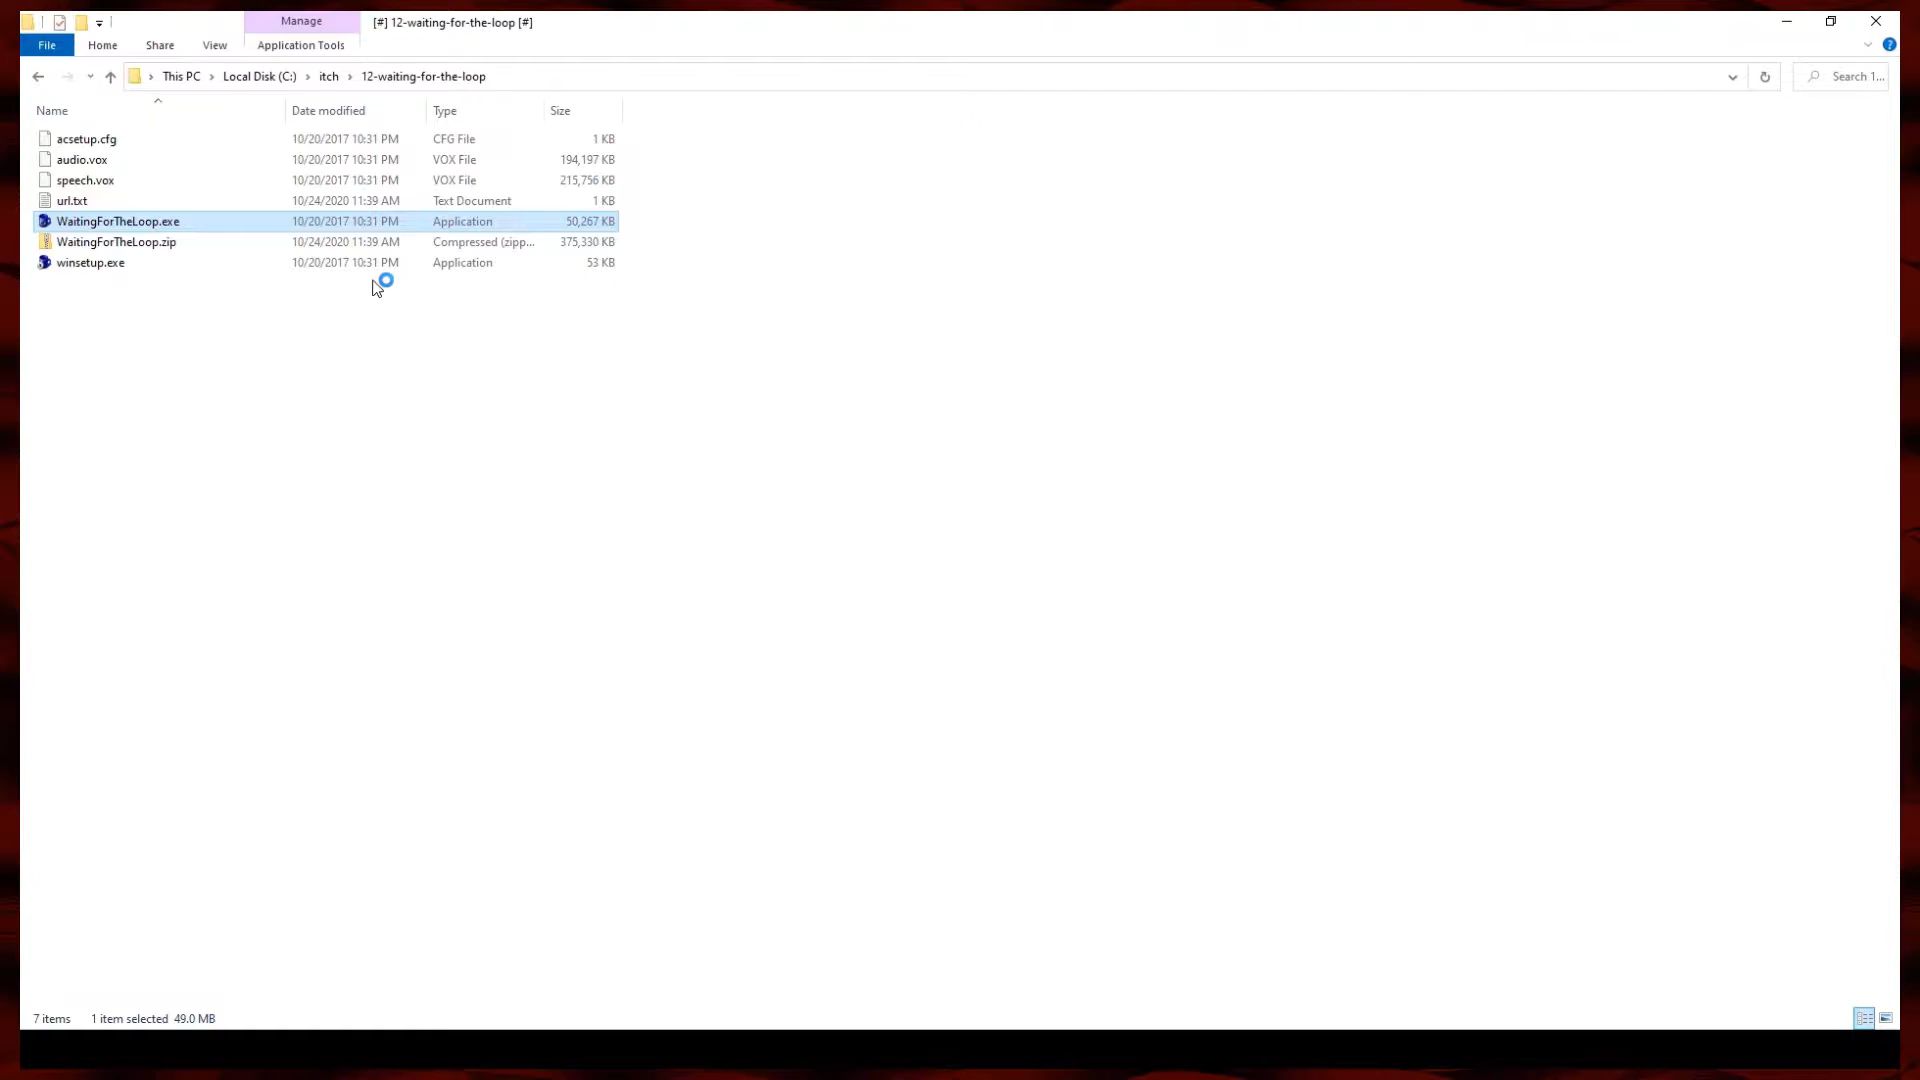 Manage
[#] 12-waiting-for-the-loop [#]
File Home Share View Application Tools
This PC Local Disk (C:) itch 12-waiting-for-the-loop Search 1...
Name Date modified Type Size
acsetup.cfg 10/20/2017 10:31 PM CFG File 1 KB
audio.vox 10/20/2017 10:31 PM VOX File 194,197 KB
speech.vox 10/20/2017 10:31 PM VOX File 215,756 KB
url.txt 10/24/2020 11:39 AM Text Document 1 KB
WaitingForTheLoop.exe 10/20/2017 10:31 PM Application 50,267 KB
WaitingForTheLoop.zip 10/24/2020 11:39 AM Compressed (zipp... 375,330 KB
winsetup.exe 10/20/2017 10:31 PM Application 53 KB
7 items 1 item selected 49.0 MB